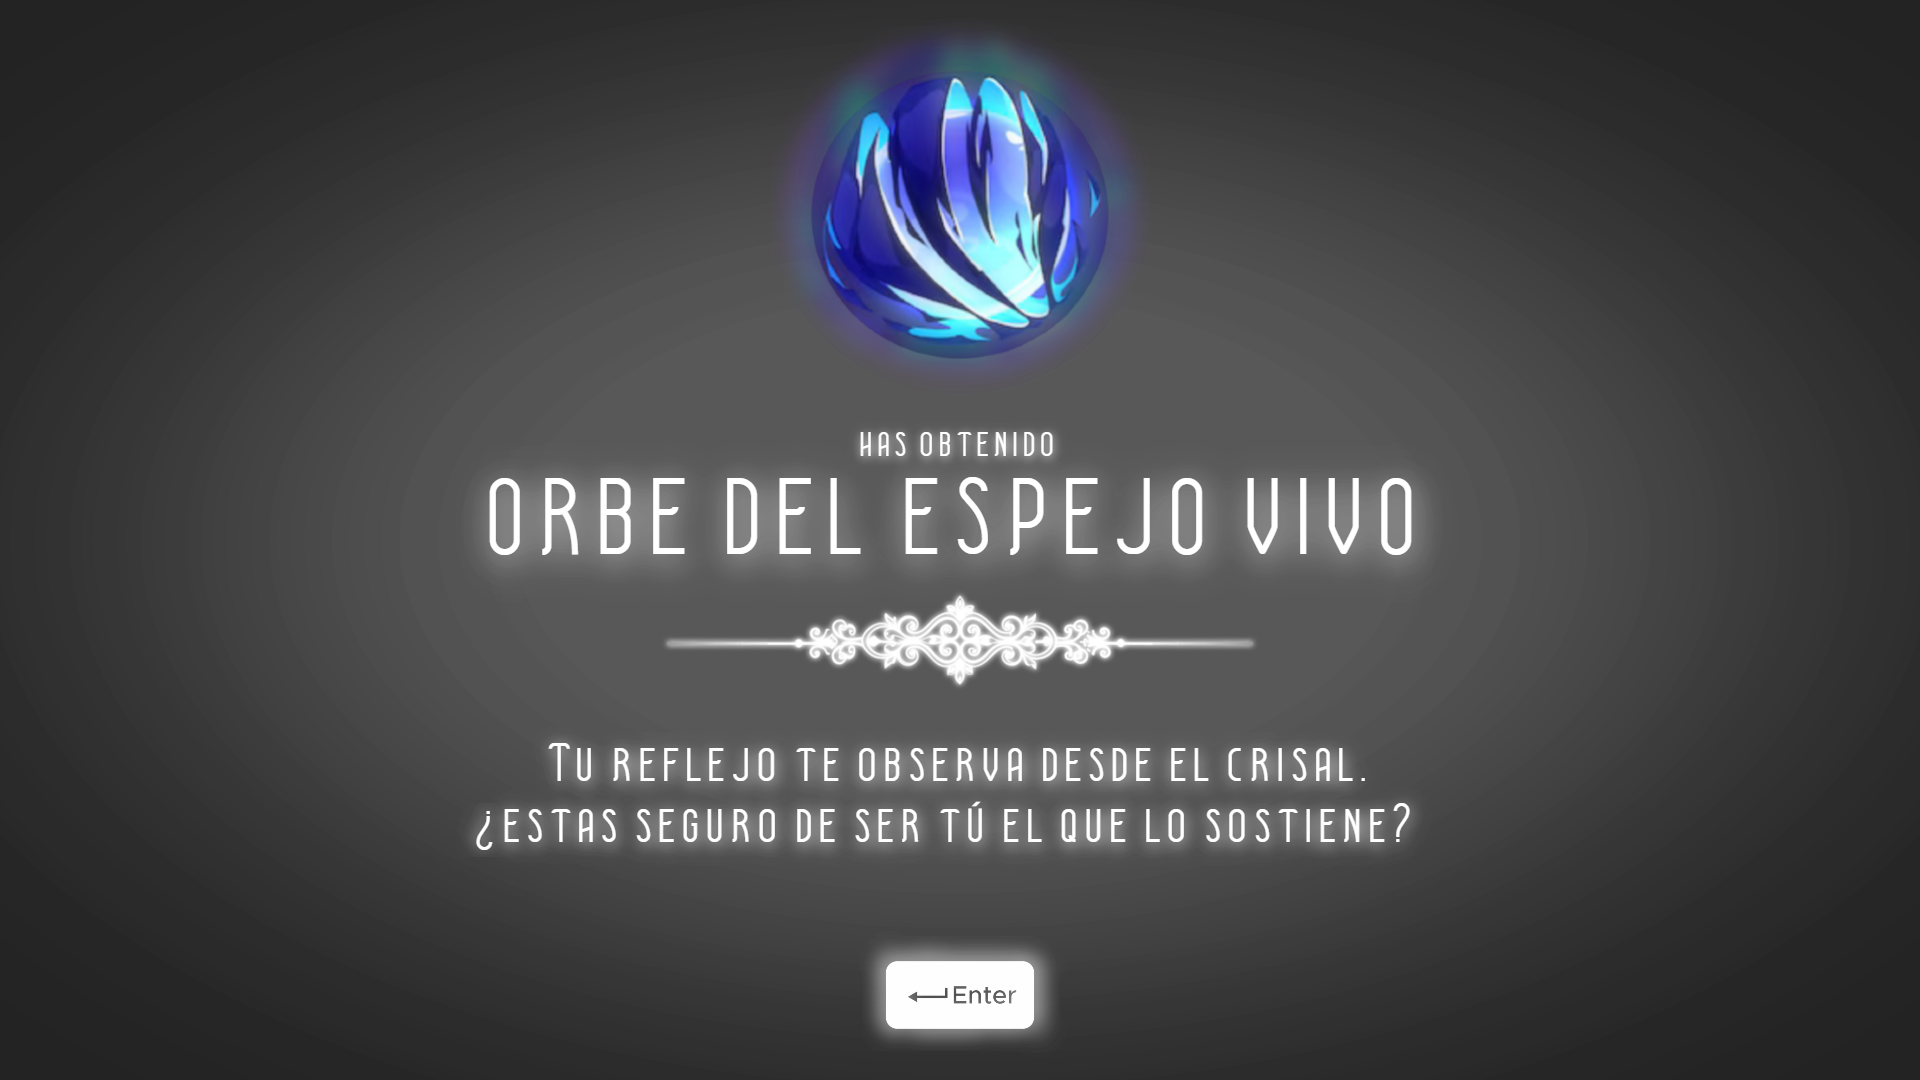 HAS OBTENIDO
ORBE DEL ESPEJO VIVO
TU REFLEJO TE OBSERVA DESDE EL CRISAL.
¿ESTAS SEGURO DE SER TÚ EL QUE LO SOSTIENE?
Enter